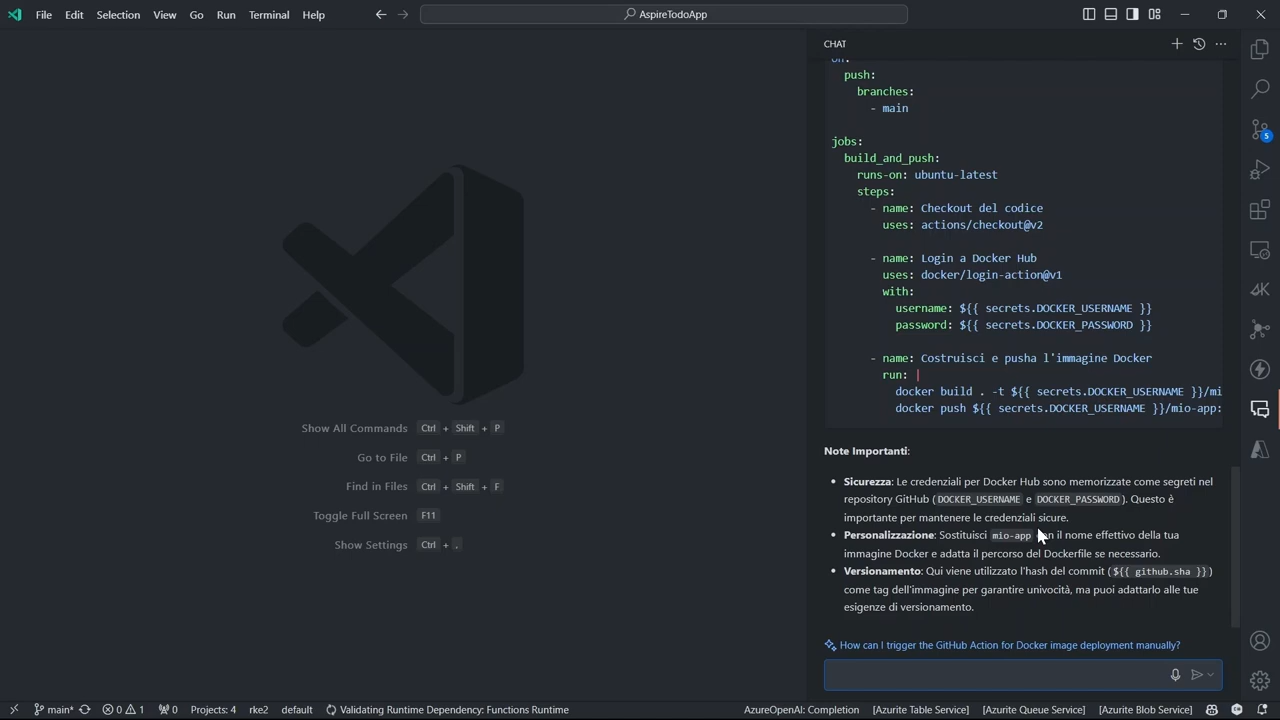 File Edit Selection View Go Run Terminal Help
AspireTodoApp
CHAT
on:
push:
branches:
- main
jobs:
build_and_push:
runs-on: ubuntu-latest
steps:
- name: Checkout del codice
uses: actions/checkout@v2
- name: Login a Docker Hub
uses: docker/login-action@v1
with:
username: ${{ secrets.DOCKER_USERNAME }}
password: ${{ secrets.DOCKER_PASSWORD }}
- name: Costruisci e pusha l'immagine Docker
run: |
docker build . -t ${{ secrets.DOCKER_USERNAME }}/mi
docker push ${{ secrets.DOCKER_USERNAME }}/mio-app:
Note Importanti:
• Sicurezza: Le credenziali per Docker Hub sono memorizzate come segreti nel
repository GitHub (DOCKER_USERNAME e DOCKER_PASSWORD). Questo è
importante per mantenere le credenziali sicure.
• Personalizzazione: Sostituisci mio-app con il nome effettivo della tua
immagine Docker e adatta il percorso del Dockerfile se necessario.
• Versionamento: Qui viene utilizzato l'hash del commit (${{ github.sha }})
come tag dell'immagine per garantire univocità, ma puoi adattarlo alle tue
esigenze di versionamento.
How can I trigger the GitHub Action for Docker image deployment manually?
Show All Commands Ctrl + Shift + P
Go to File Ctrl + P
Find in Files Ctrl + Shift + F
Toggle Full Screen F11
Show Settings Ctrl + ,
5
4K
main* 0 1 0 Projects: 4 rke2 default Validating Runtime Dependency: Functions Runtime AzureOpenAI: Completion [Azurite Table Service] [Azurite Queue Service] [Azurite Blob Service]